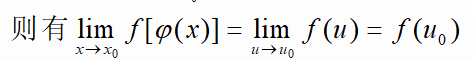 则有 lim_{x→x₀} f[φ(x)] = lim_{u→u₀} f(u) = f(u₀)